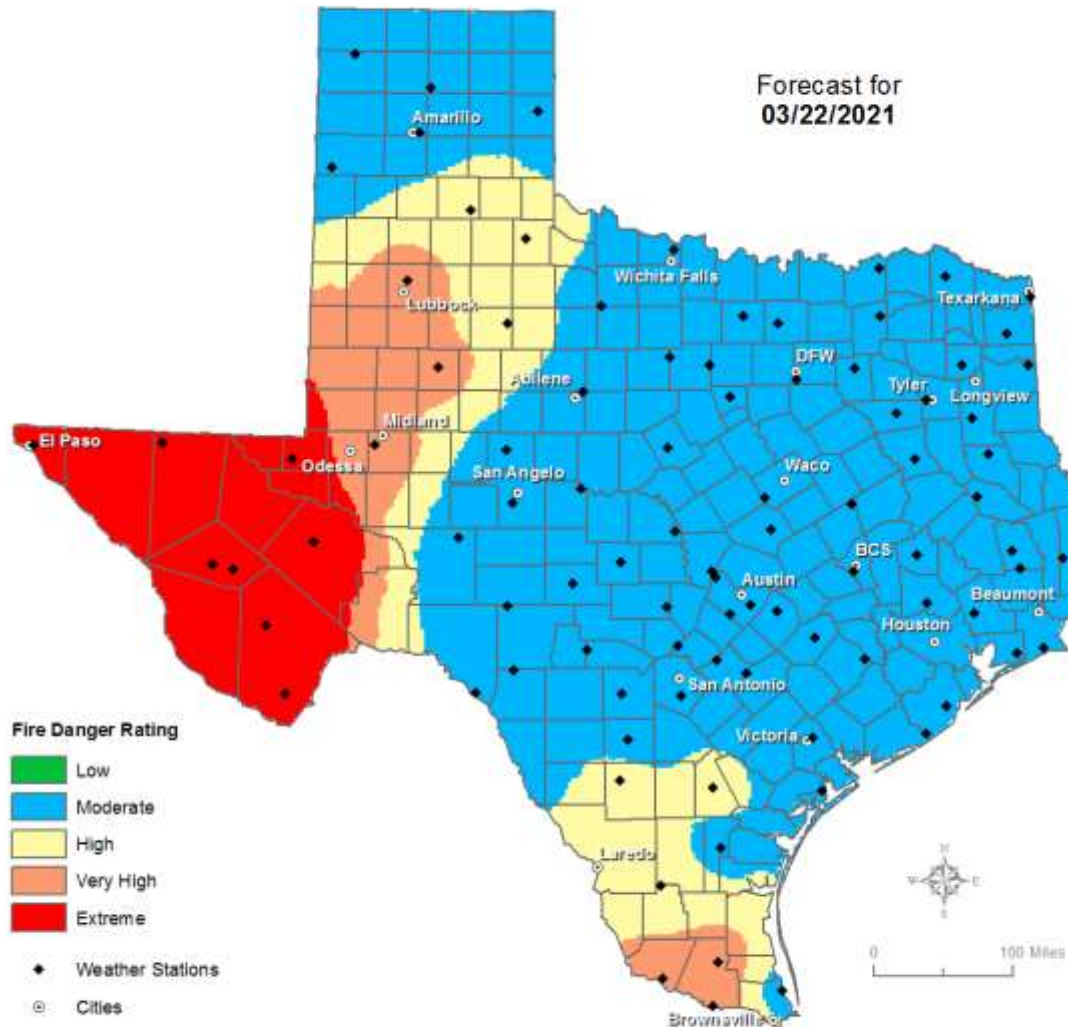 Forecast for
03/22/2021
Amarillo
Wichita Falls
Lubbock
Texarkana
DFW
Abilene
Tyler
Longview
Midland
El Paso
Odessa
San Angelo
Waco
BCS
Austin
Beaumont
Houston
San Antonio
Victoria
Laredo
Brownsville
Fire Danger Rating
Low
Moderate
High
Very High
Extreme
Weather Stations
Cities
N
W
E
S
0
100 Miles